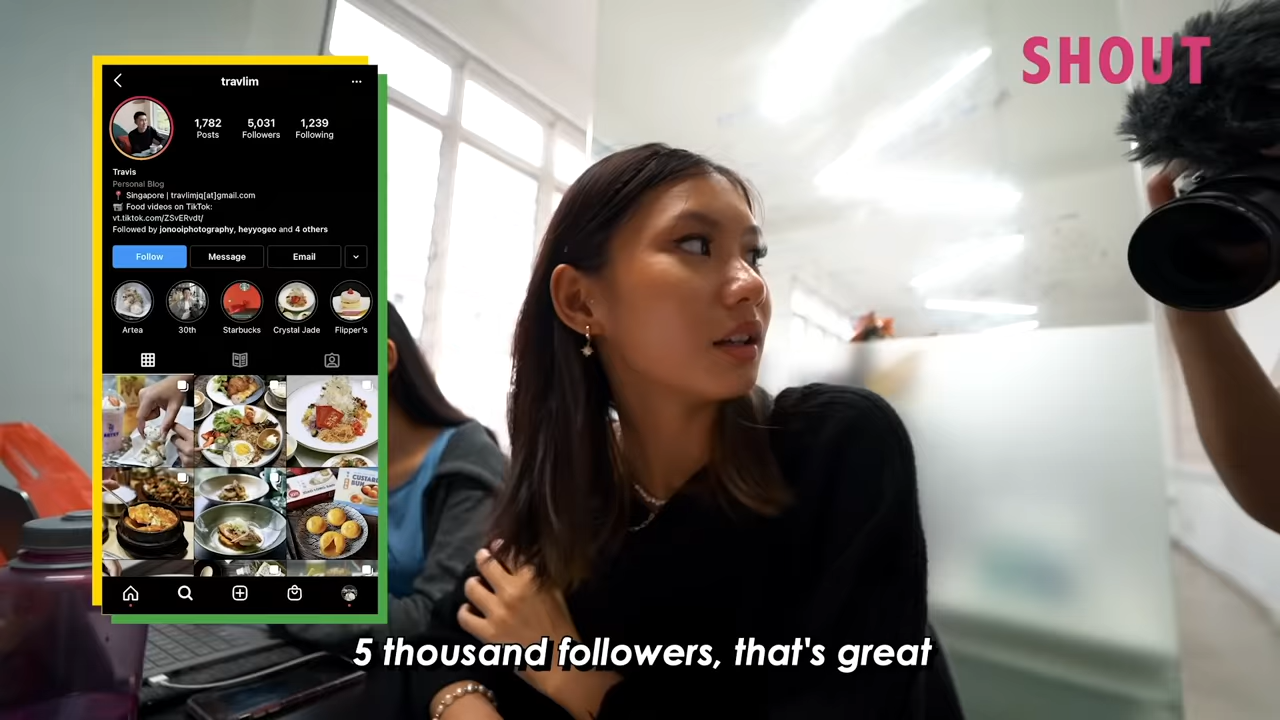 SHOUT
travlim
1,782 5,031 1,239
Posts Followers Following
Travis
Personal Blog
Singapore | travlimjq[at]gmail.com
Food videos on TikTok:
vt.tiktok.com/ZSvERvdt/
Followed by jonooiphotography, heyyogeo and 4 others
Follow Message Email
Artea 30th Starbucks Crystal Jade Flipper's
5 thousand followers, that's great